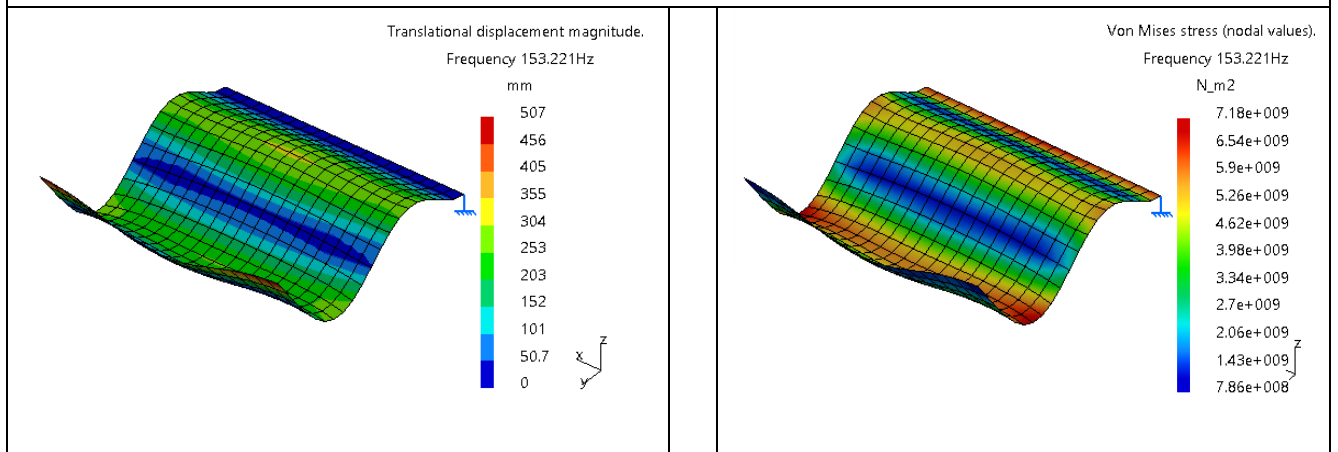 Translational displacement magnitude.
Frequency 153.221Hz
mm
507
456
405
355
304
253
203
152
101
50.7
0
x
y
z
Von Mises stress (nodal values).
Frequency 153.221Hz
N_m2
7.18e+009
6.54e+009
5.9e+009
5.26e+009
4.62e+009
3.98e+009
3.34e+009
2.7e+009
2.06e+009
1.43e+009
7.86e+008
z